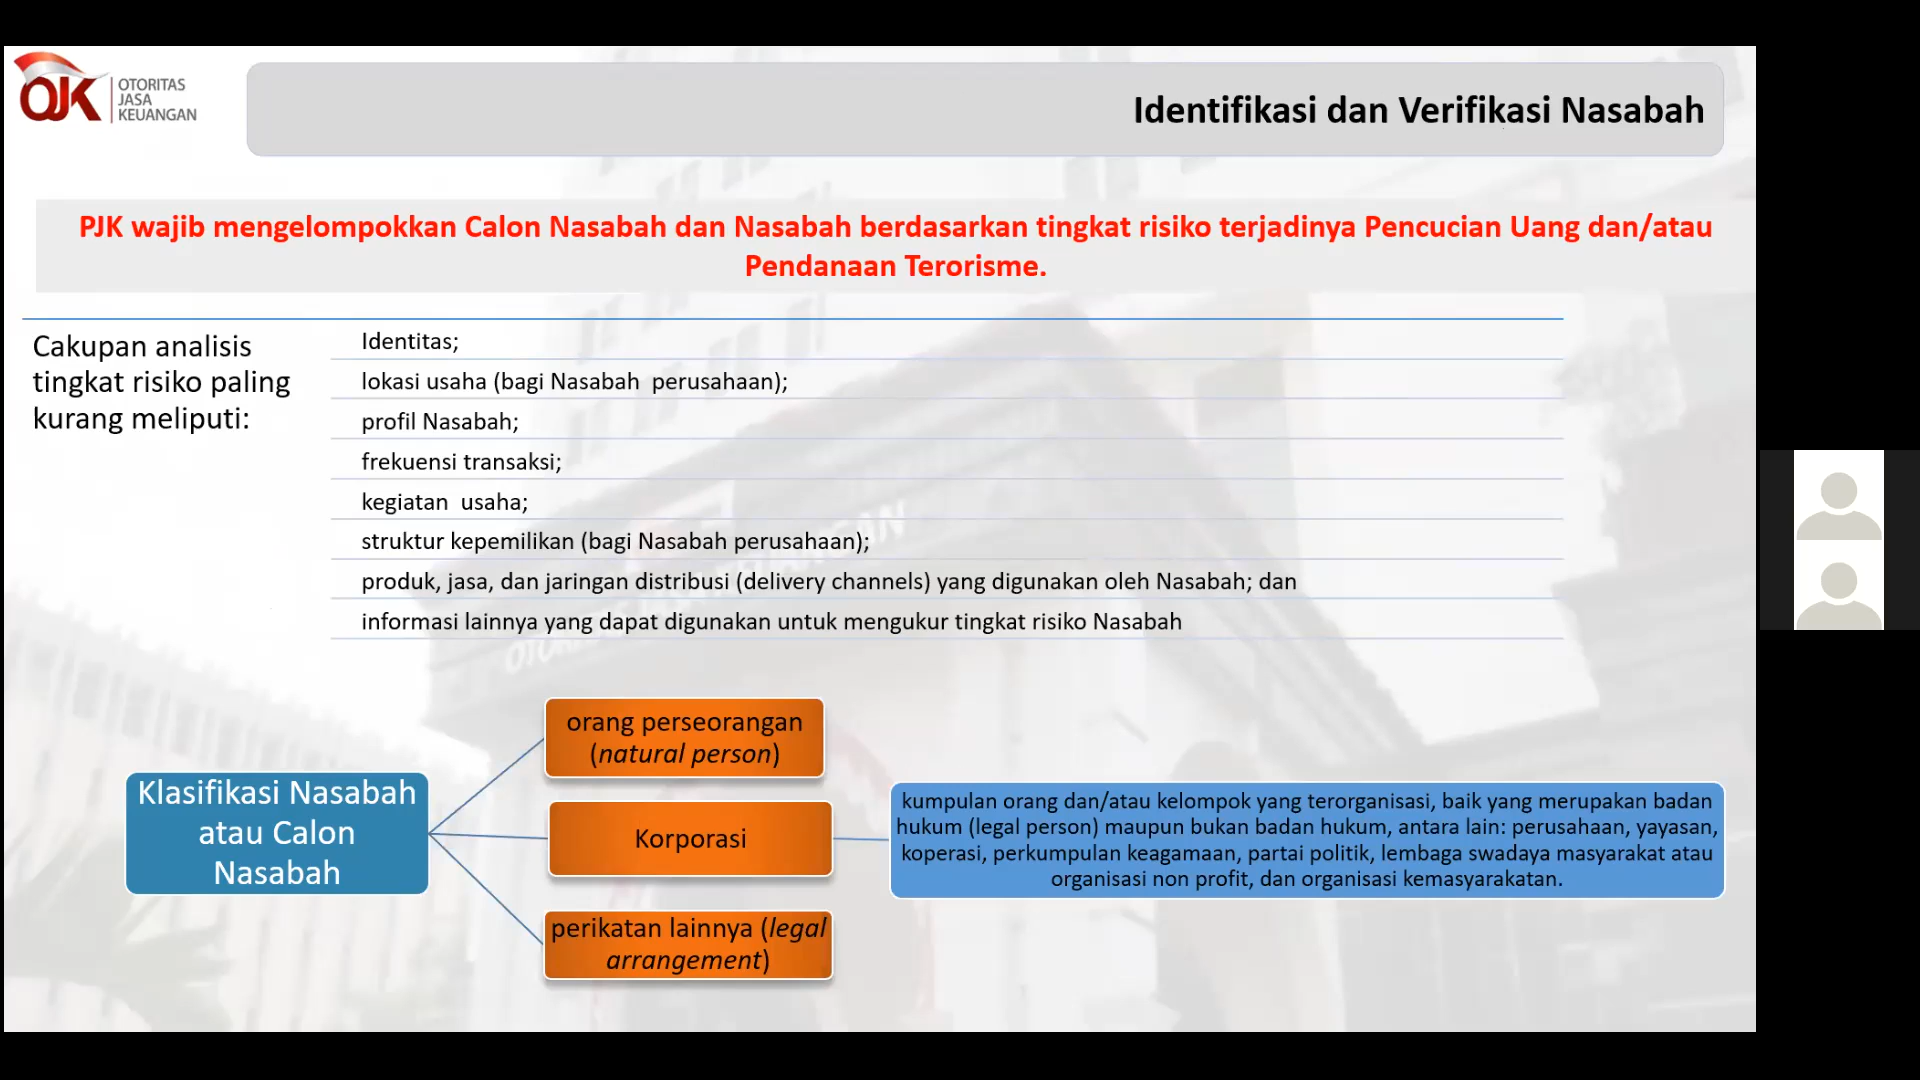 OJK
OTORITAS
JASA
KEUANGAN
Identifikasi dan Verifikasi Nasabah
PJK wajib mengelompokkan Calon Nasabah dan Nasabah berdasarkan tingkat risiko terjadinya Pencucian Uang dan/atau
Pendanaan Terorisme.
Cakupan analisis
tingkat risiko paling
kurang meliputi:
Identitas;
lokasi usaha (bagi Nasabah perusahaan);
profil Nasabah;
frekuensi transaksi;
kegiatan usaha;
struktur kepemilikan (bagi Nasabah perusahaan);
produk, jasa, dan jaringan distribusi (delivery channels) yang digunakan oleh Nasabah; dan
informasi lainnya yang dapat digunakan untuk mengukur tingkat risiko Nasabah
Klasifikasi Nasabah
atau Calon
Nasabah
orang perseorangan
(natural person)
Korporasi
perikatan lainnya (legal
arrangement)
kumpulan orang dan/atau kelompok yang terorganisasi, baik yang merupakan badan
hukum (legal person) maupun bukan badan hukum, antara lain: perusahaan, yayasan,
koperasi, perkumpulan keagamaan, partai politik, lembaga swadaya masyarakat atau
organisasi non profit, dan organisasi kemasyarakatan.